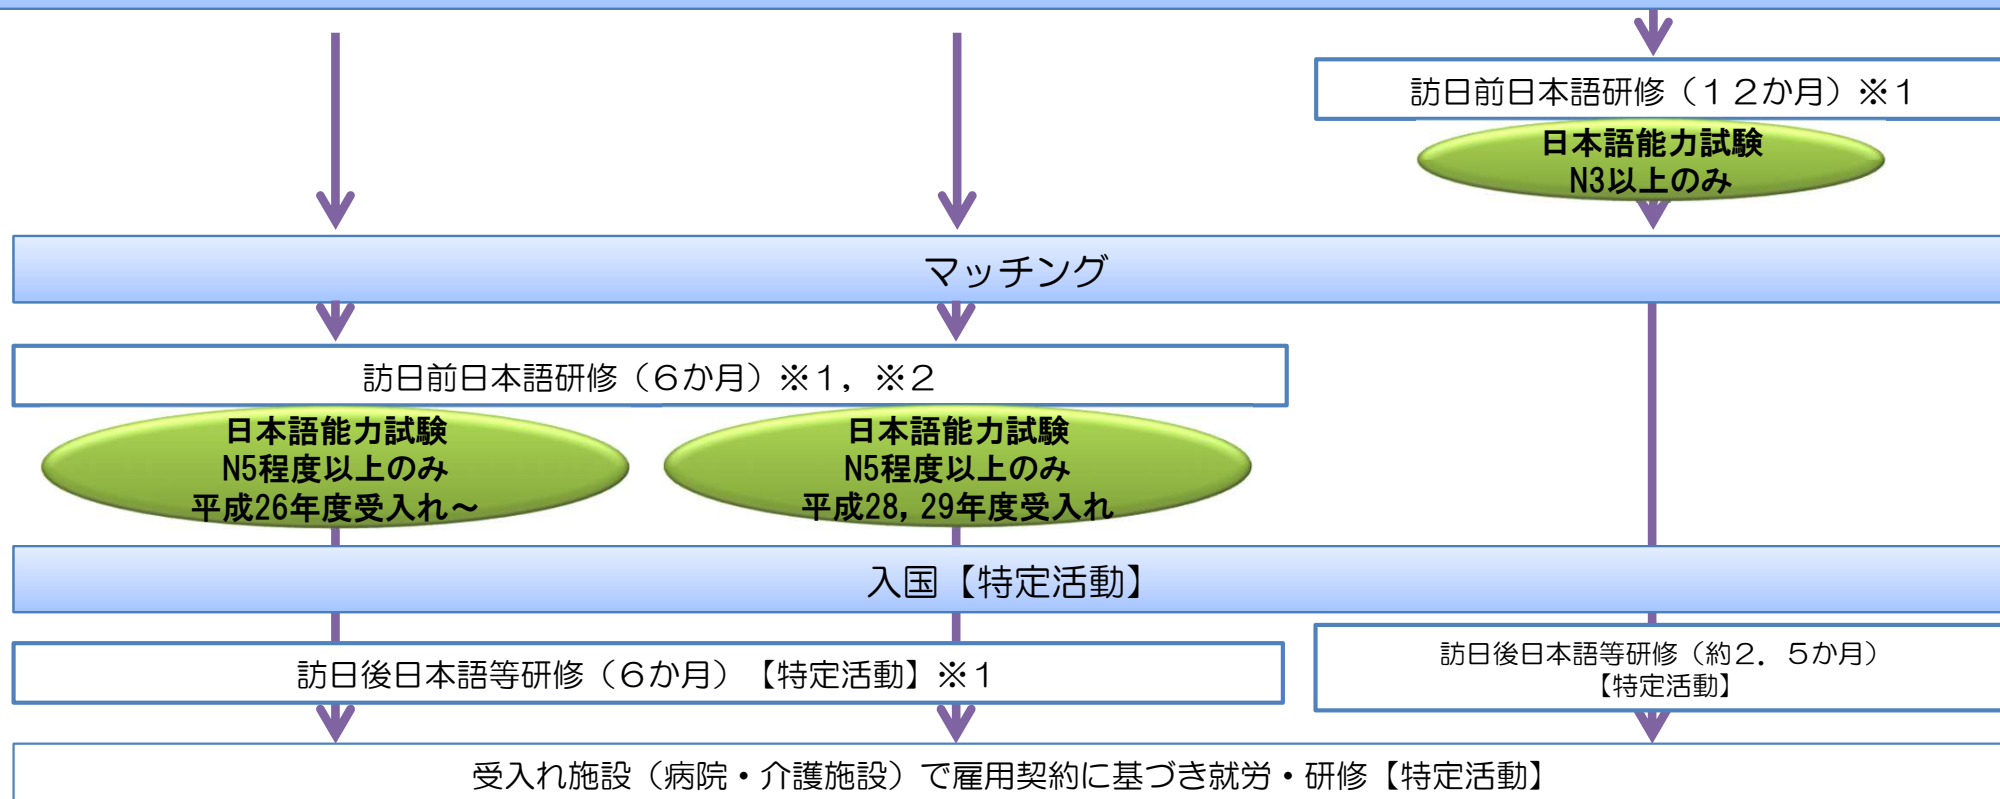 訪日前日本語研修（１２か月）※１
日本語能力試験
N3以上のみ
マッチング
訪日前日本語研修（６か月）※１，※２
日本語能力試験
N5程度以上のみ
平成26年度受入れ～
日本語能力試験
N5程度以上のみ
平成28,29年度受入れ
入国【特定活動】
訪日後日本語等研修（６か月）【特定活動】※１
訪日後日本語等研修（約２．５か月）
【特定活動】
受入れ施設（病院・介護施設）で雇用契約に基づき就労・研修【特定活動】